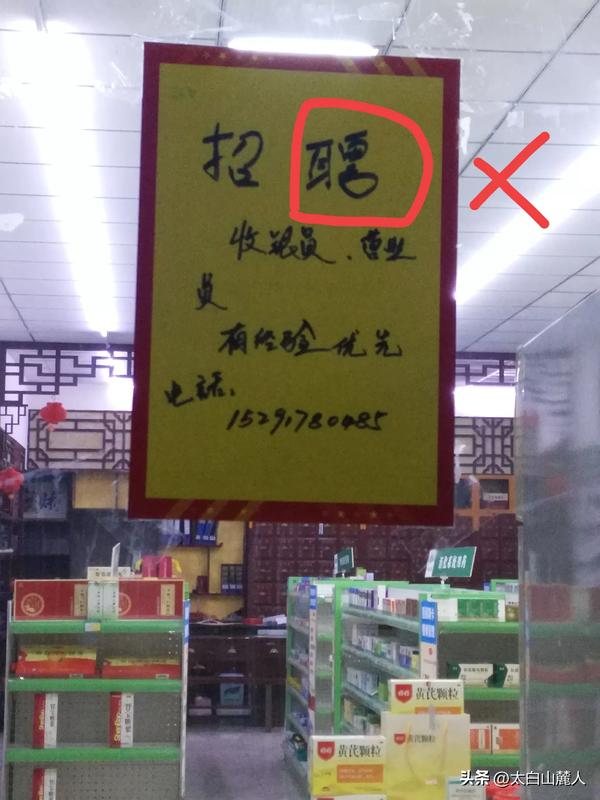 招聘
收银员、营业
员
有经验优先
电话：
15291780485
黄芪颗粒
黄芪颗粒
头条 @太白山麓人